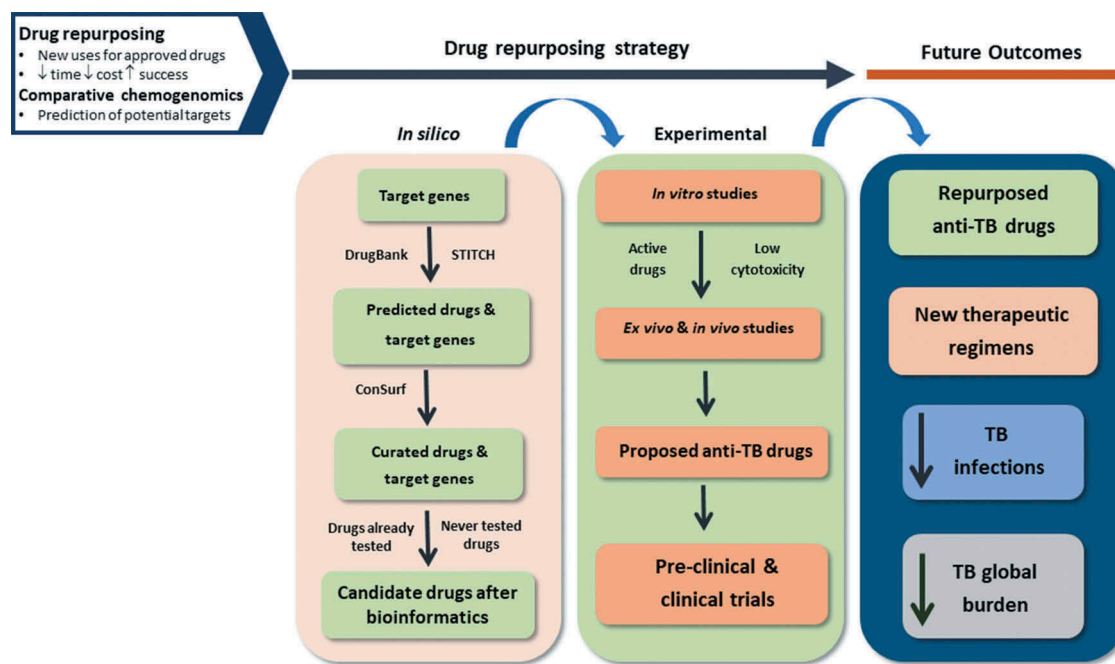 Drug repurposing
• New uses for approved drugs
• ↓ time ↓ cost ↑ success
Comparative chemogenomics
• Prediction of potential targets
Drug repurposing strategy
Future Outcomes
In silico
Target genes
DrugBank STITCH
Predicted drugs &
target genes
ConSurf
Curated drugs &
target genes
Drugs already
tested
Never tested
drugs
Candidate drugs after
bioinformatics
Experimental
In vitro studies
Active
drugs
Low
cytotoxicity
Ex vivo & in vivo studies
Proposed anti-TB drugs
Pre-clinical &
clinical trials
Repurposed
anti-TB drugs
New therapeutic
regimens
TB
infections
TB global
burden